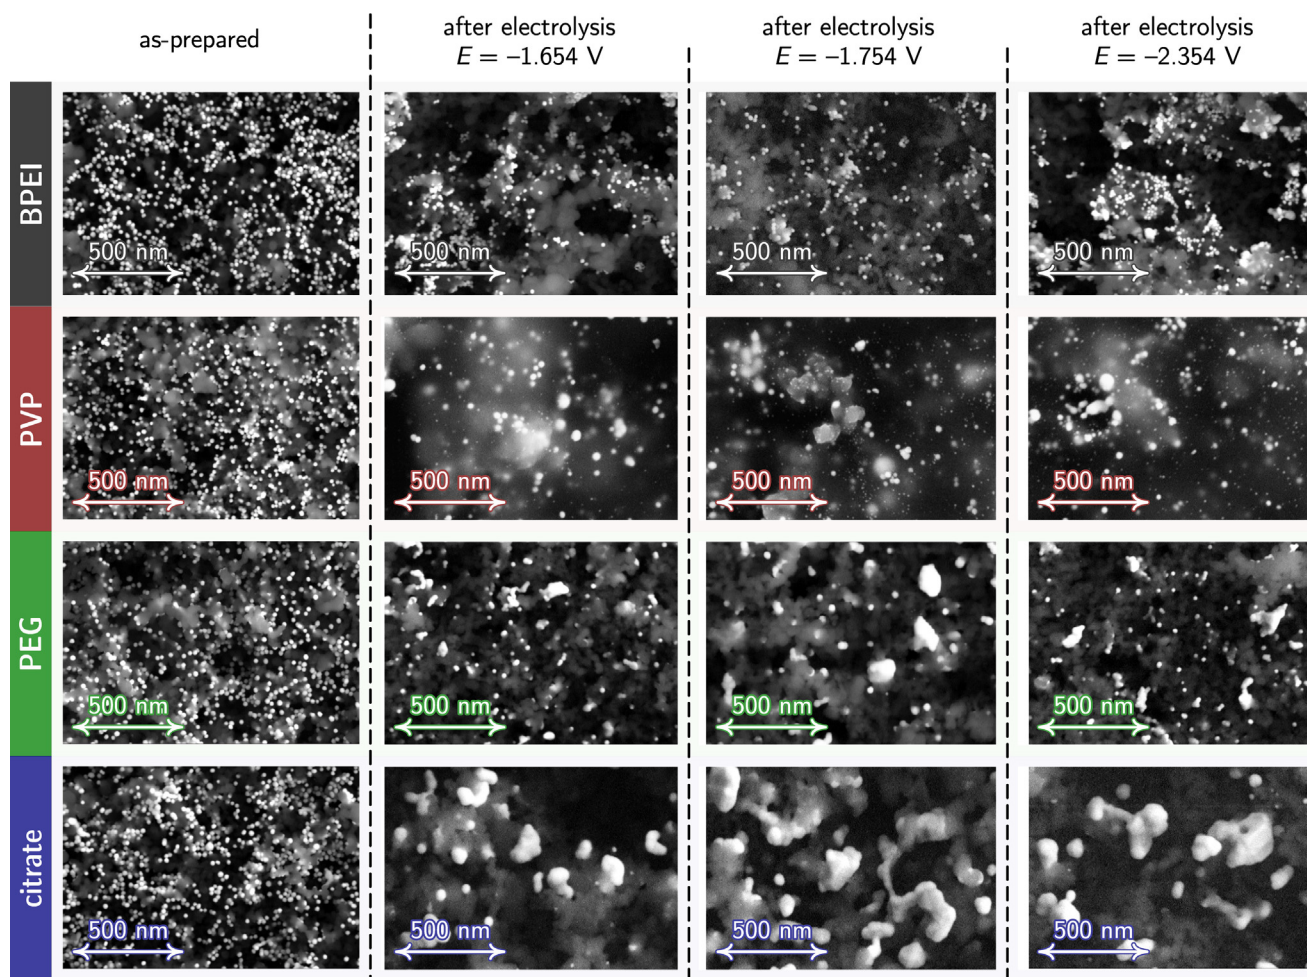 as-prepared
after electrolysis
E = –1.654 V
after electrolysis
E = –1.754 V
after electrolysis
E = –2.354 V
BPEI
500 nm
500 nm
500 nm
500 nm
PVP
500 nm
500 nm
500 nm
500 nm
PEG
500 nm
500 nm
500 nm
500 nm
citrate
500 nm
500 nm
500 nm
500 nm